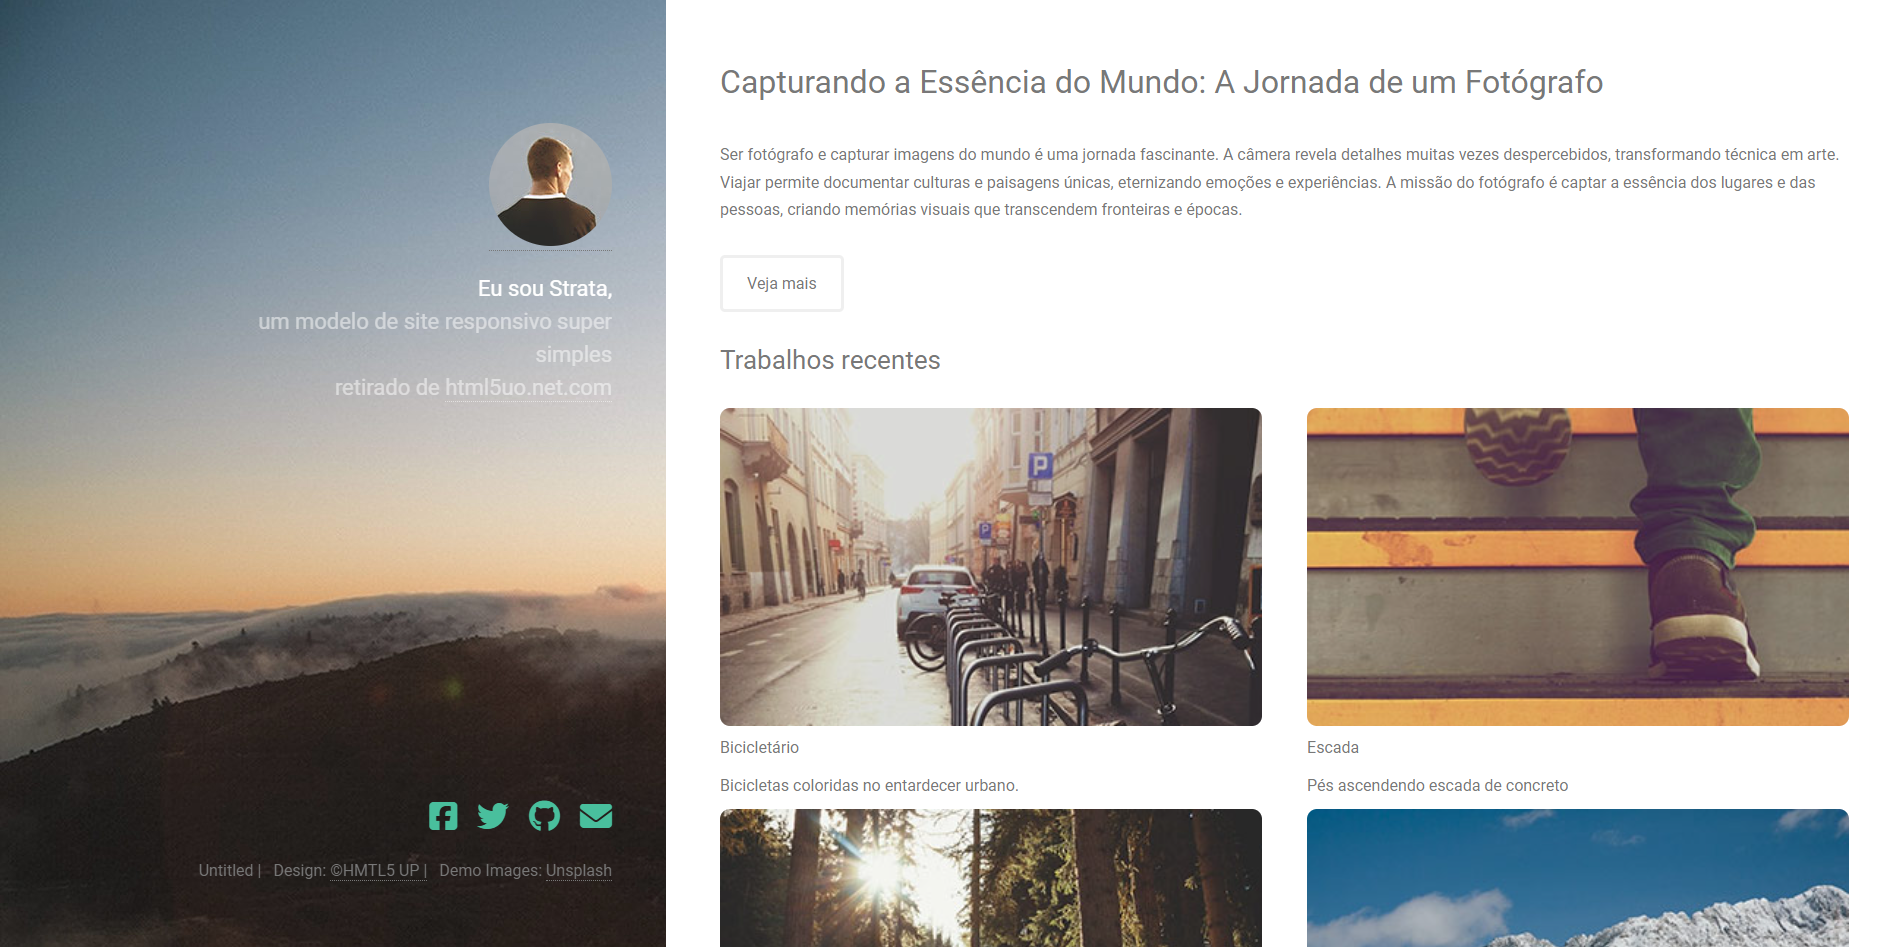 Eu sou Strata,
um modelo de site responsivo super
simples
retirado de html5uo.net.com
Untitled | Design: ©HMTL5 UP | Demo Images: Unsplash
Capturando a Essência do Mundo: A Jornada de um Fotógrafo
Ser fotógrafo e capturar imagens do mundo é uma jornada fascinante. A câmera revela detalhes muitas vezes despercebidos, transformando técnica em arte.
Viajar permite documentar culturas e paisagens únicas, eternizando emoções e experiências. A missão do fotógrafo é captar a essência dos lugares e das
pessoas, criando memórias visuais que transcendem fronteiras e épocas.
Veja mais
Trabalhos recentes
P
P
Bicicletário
Bicicletas coloridas no entardecer urbano.
Escada
Pés ascendendo escada de concreto